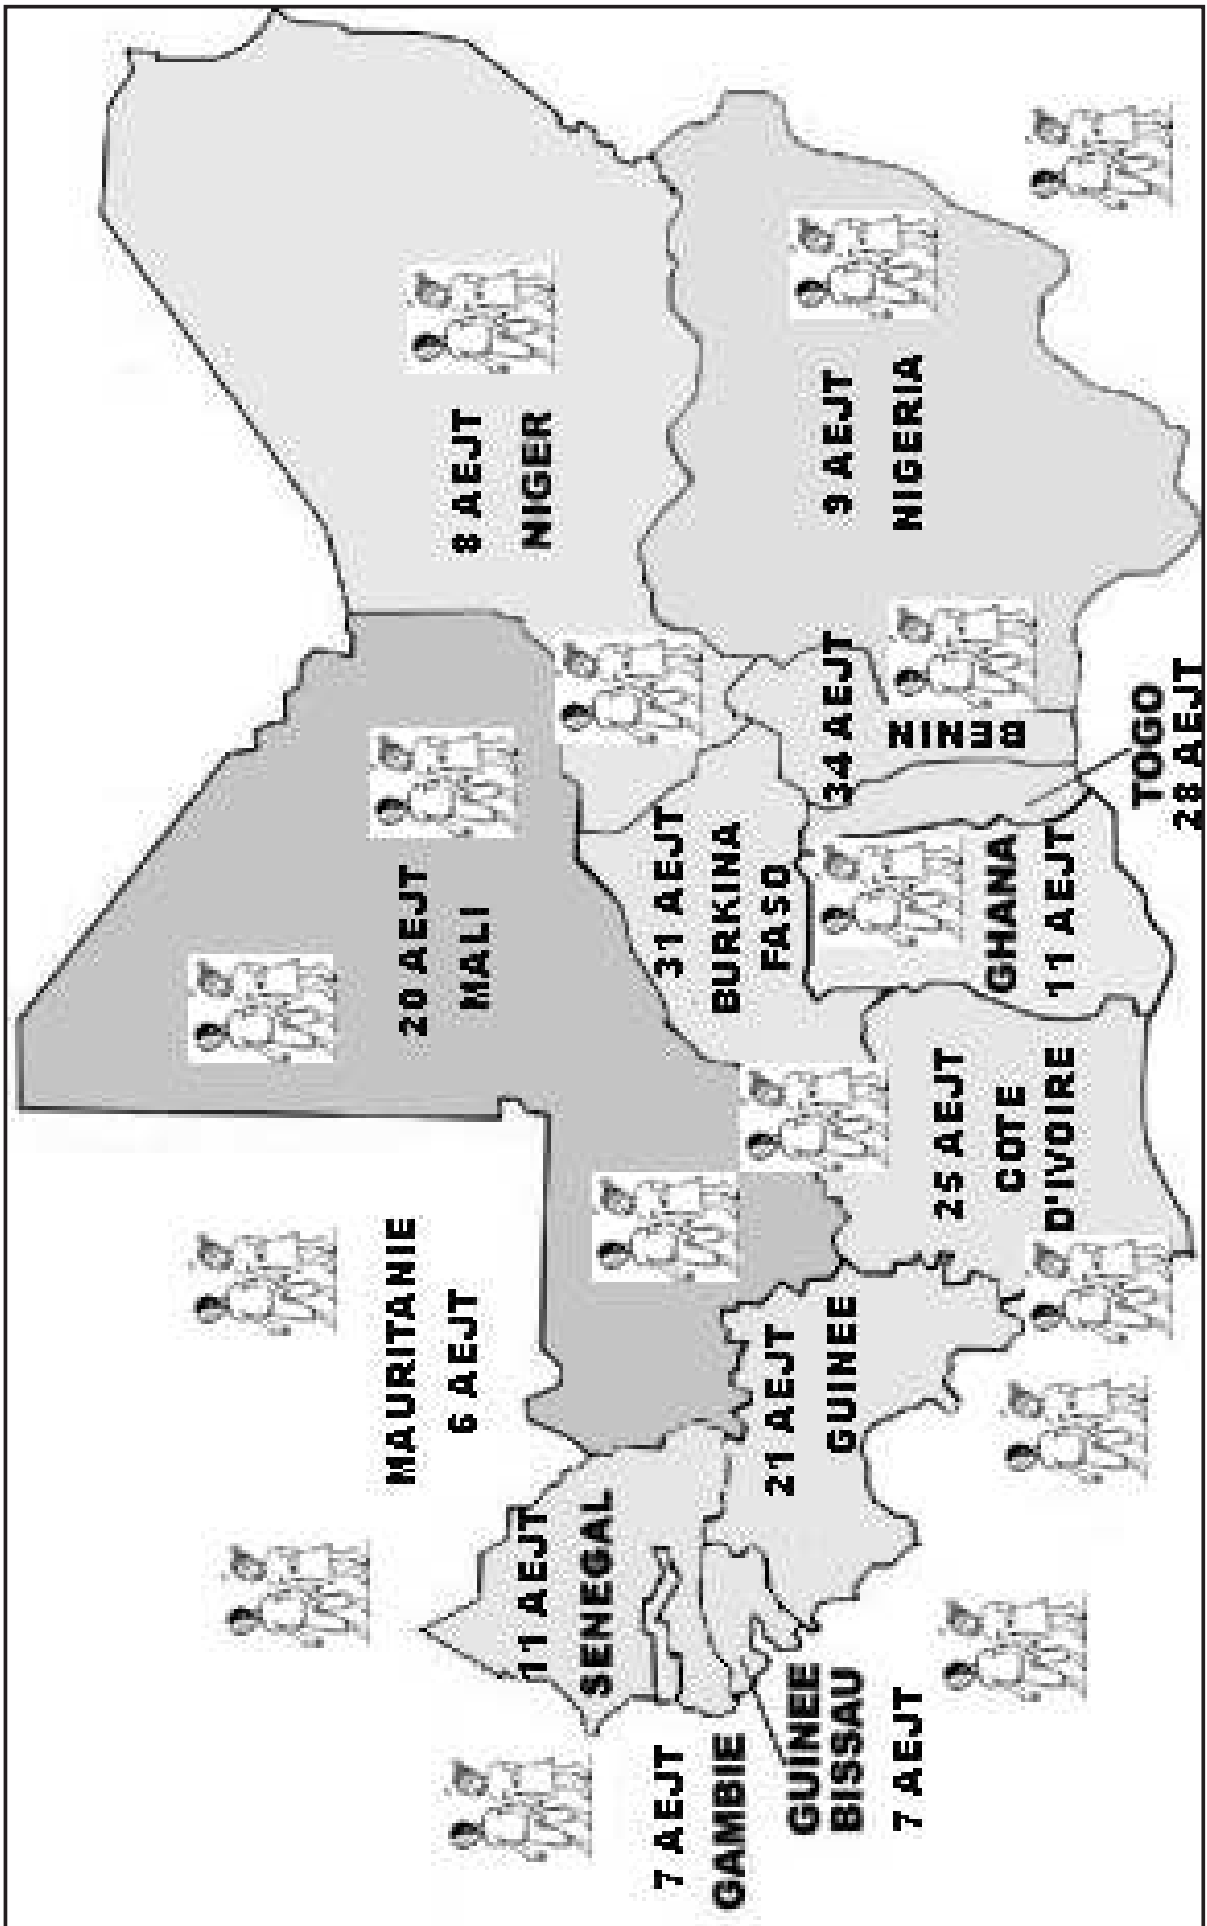 MAURITANIE
6 AEJT
20 AEJT
MALI
8 AEJT
NIGER
11 AEJT
SENEGAL
7 AEJT
GAMBIE
GUINEE
BISSAU
7 AEJT
21 AEJT
GUINEE
31 AEJT
BURKINA
FASO
25 AEJT
COTE
D'IVOIRE
GHANA
11 AEJT
34 AEJT
BENIN
TOGO
28 AEJT
9 AEJT
NIGERIA